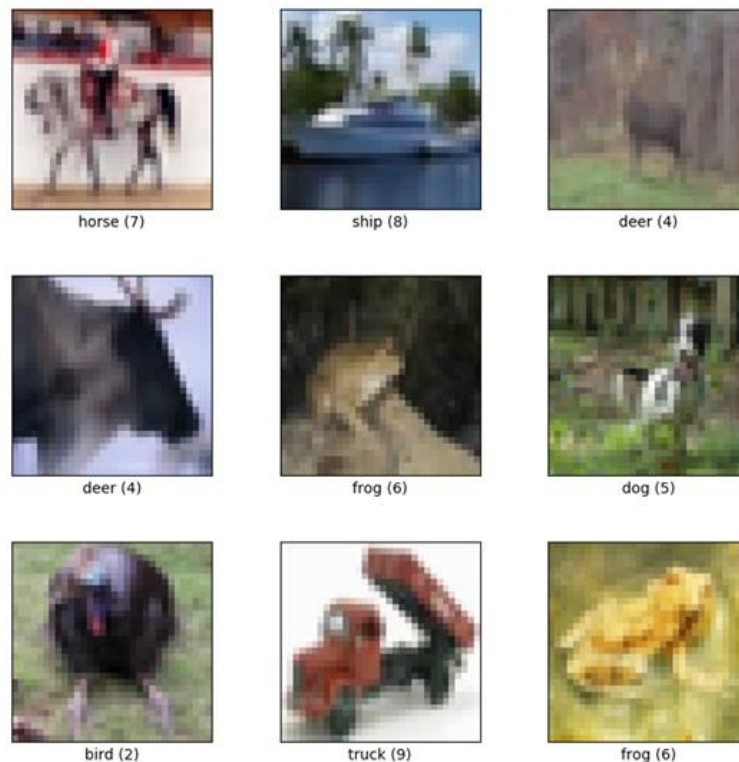 horse (7)
ship (8)
deer (4)
deer (4)
frog (6)
dog (5)
bird (2)
truck (9)
frog (6)